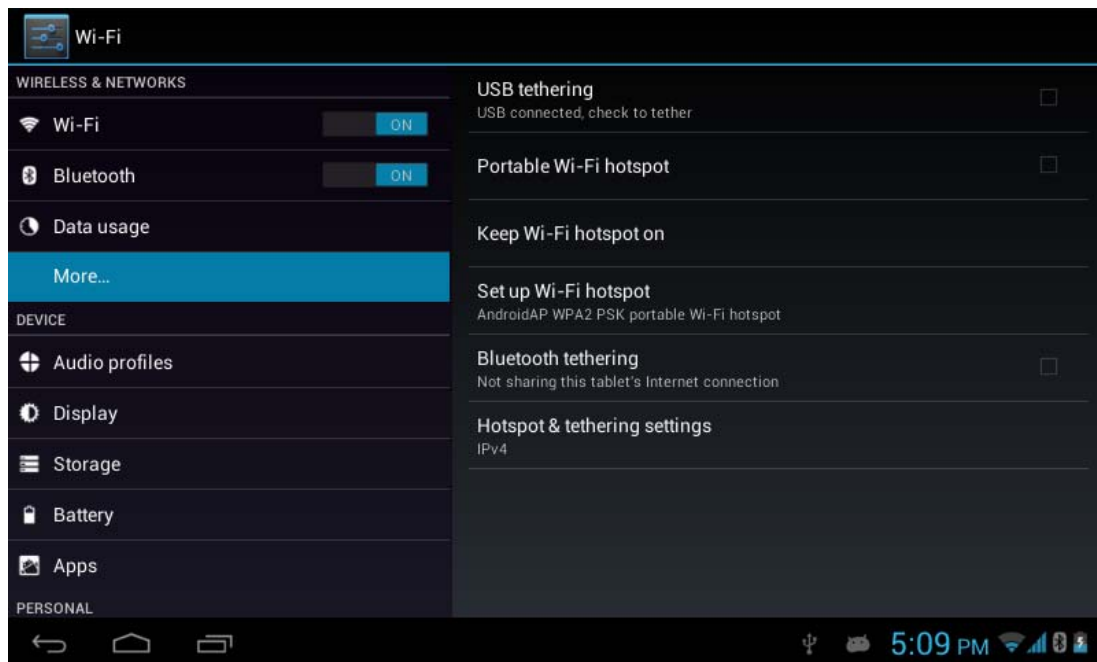 Wi-Fi
WIRELESS & NETWORKS
Wi-Fi
ON
Bluetooth
ON
Data usage
More...
DEVICE
Audio profiles
Display
Storage
Battery
Apps
PERSONAL
USB tethering
USB connected, check to tether
Portable Wi-Fi hotspot
Keep Wi-Fi hotspot on
Set up Wi-Fi hotspot
AndroidAP WPA2 PSK portable Wi-Fi hotspot
Bluetooth tethering
Not sharing this tablet's Internet connection
Hotspot & tethering settings
IPv4
5:09 PM